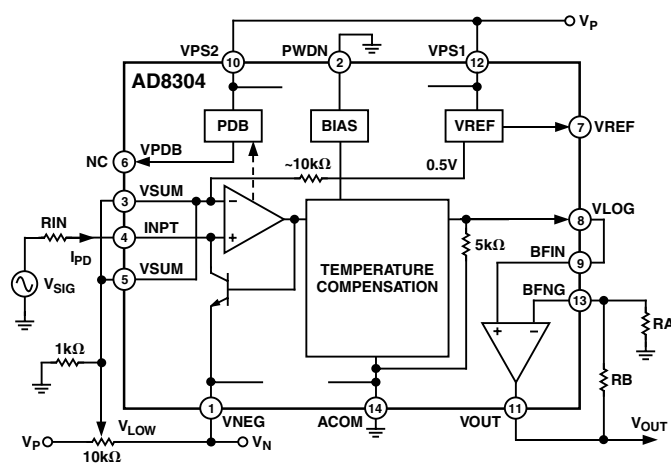 V_P
VPS2
PWDN
VPS1
10
2
12
AD8304
PDB
BIAS
VREF
7
VREF
NC
6
VPDB
~10kΩ
0.5V
3
VSUM
−
VLOG
8
RIN
4
INPT
+
5kΩ
I_PD
BFIN
9
V_SIG
5
VSUM
TEMPERATURE
COMPENSATION
BFNG
13
+
−
RA
1kΩ
RB
1
VNEG
ACOM
14
VOUT
11
V_LOW
V_OUT
V_P
10kΩ
V_N